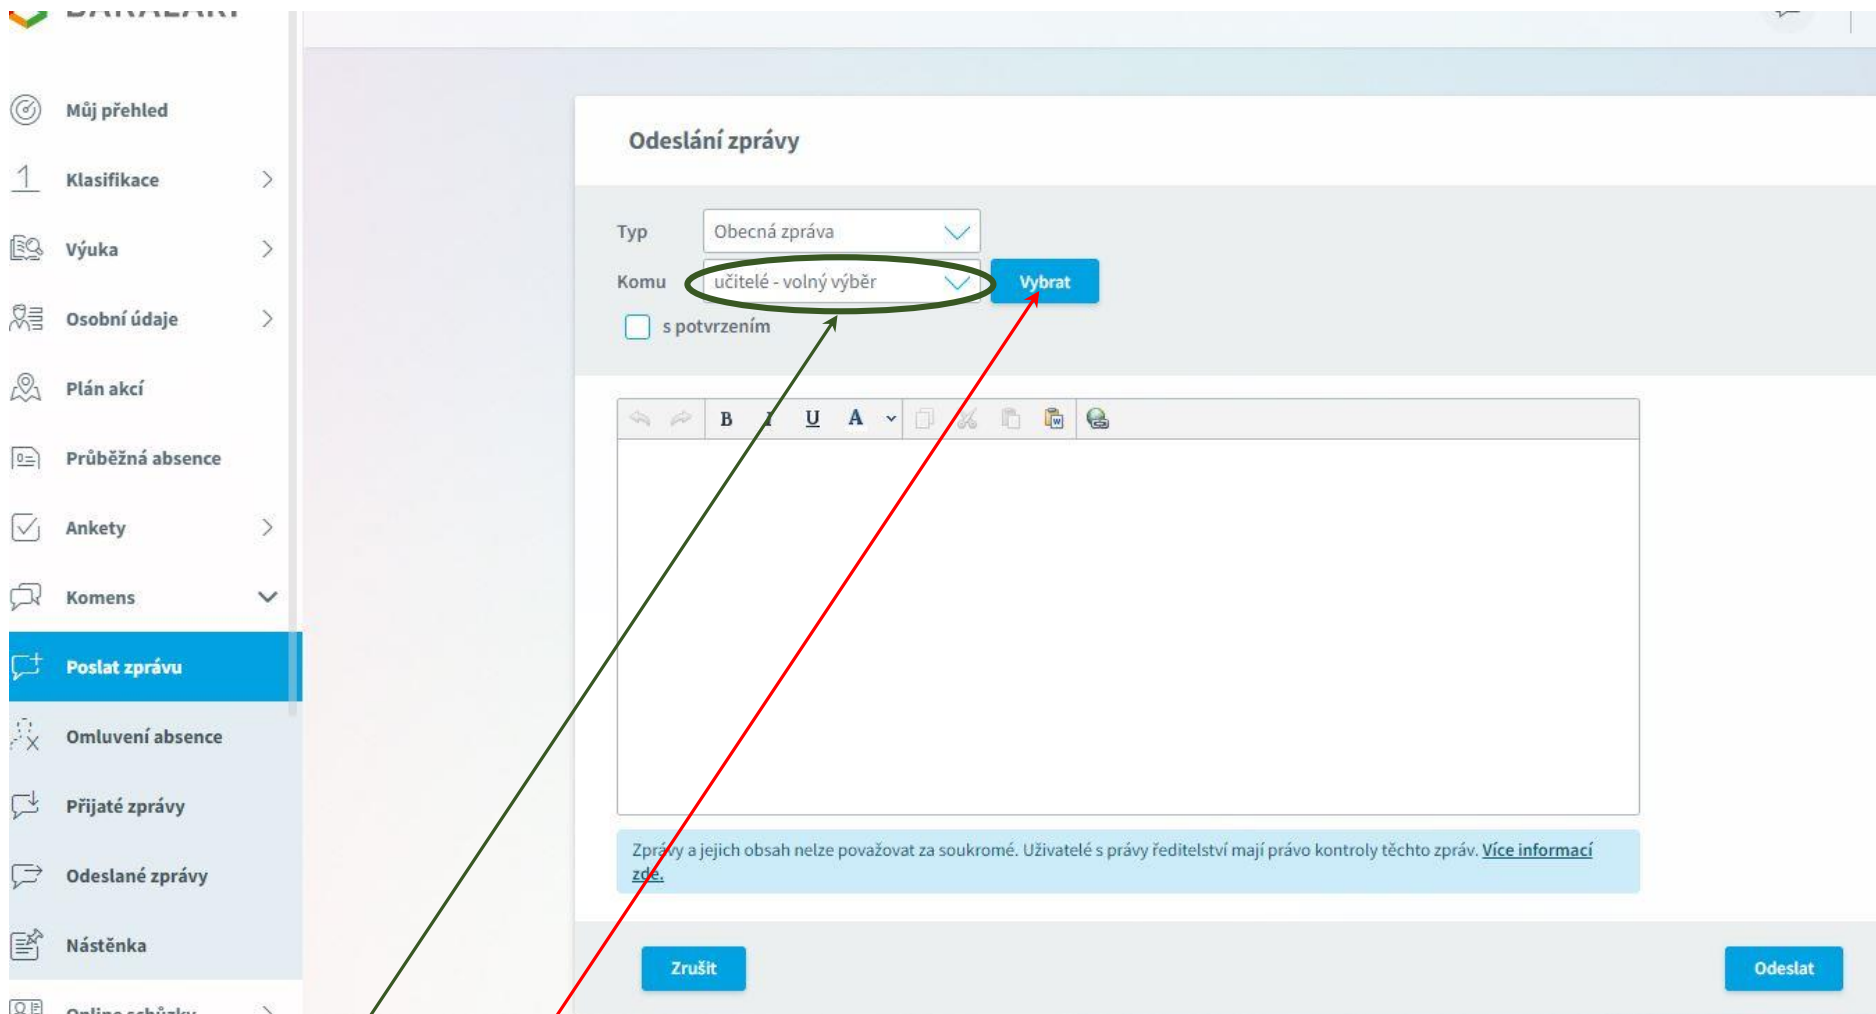 Můj přehled
Klasifikace
Výuka
Osobní údaje
Plán akcí
Průběžná absence
Ankety
Komens
Poslat zprávu
Omluvení absence
Přijaté zprávy
Odeslané zprávy
Nástěnka
Odeslání zprávy
Typ Obecná zpráva
Komu učitelé - volný výběr Vybrat
s potvrzením
B I U A
Zprávy a jejich obsah nelze považovat za soukromé. Uživatelé s právy ředitelství mají právo kontroly těchto zpráv. Více informací
zde.
Zrušit Odeslat